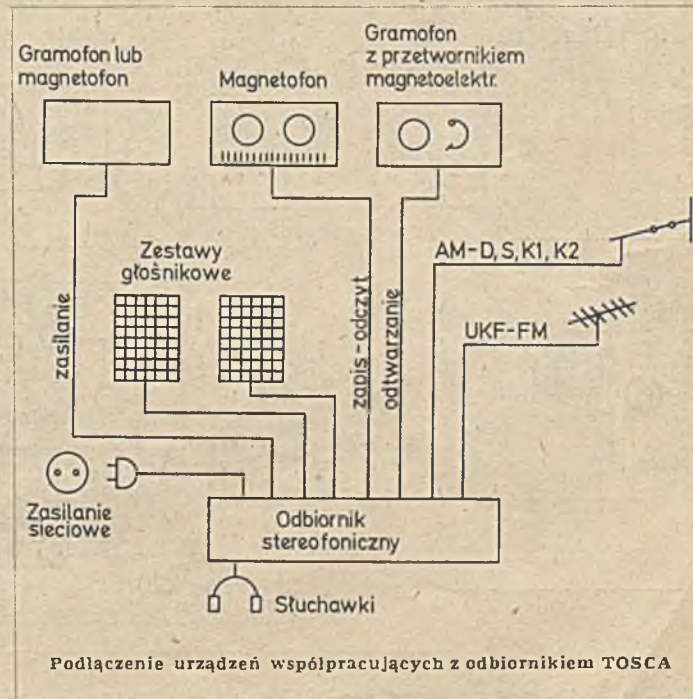 Gramofon lub
magnetofon
Magnetofon
Gramofon
z przetwornikiem
magnetoelektr.
Zestawy
głośnikowe
AM-D, S, K1, K2
UKF-FM
zasilanie
zapis-odczyt
odtwarzanie
Zasilanie
sieciowe
Odbiornik
stereofoniczny
Słuchawki
Podłączenie urządzeń współpracujących z odbiornikiem TOSCA